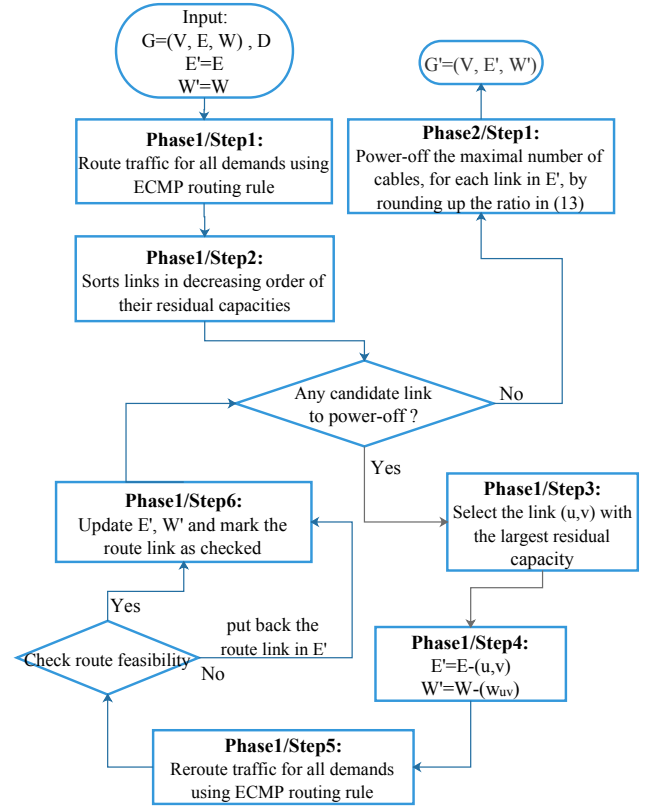 Input:
G=(V, E, W) , D
E'=E
W'=W
Phase1/Step1:
Route traffic for all demands using
ECMP routing rule
Phase1/Step2:
Sorts links in decreasing order of
their residual capacities
G'=(V, E', W')
Phase2/Step1:
Power-off the maximal number of
cables, for each link in E', by
rounding up the ratio in (13)
Any candidate link
to power-off ?
No
Yes
Phase1/Step3:
Select the link (u,v) with
the largest residual
capacity
Phase1/Step4:
E'=E-(u,v)
W'=W-(wuv)
Phase1/Step5:
Reroute traffic for all demands
using ECMP routing rule
Check route feasibility
Yes
No
put back the
route link in E'
Phase1/Step6:
Update E', W' and mark the
route link as checked